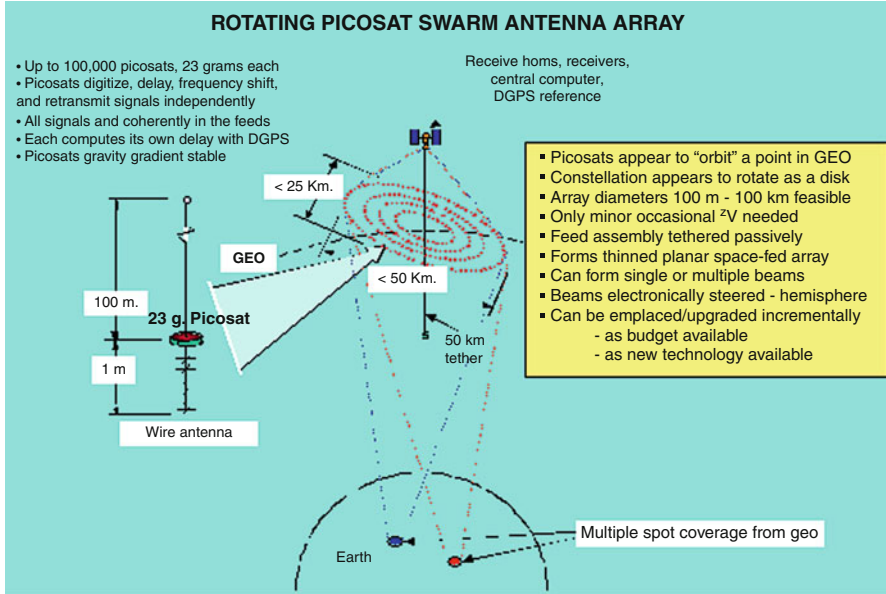 ROTATING PICOSAT SWARM ANTENNA ARRAY
• Up to 100,000 picosats, 23 grams each
• Picosats digitize, delay, frequency shift,
and retransmit signals independently
• All signals and coherently in the feeds
• Each computes its own delay with DGPS
• Picosats gravity gradient stable
Receive homs, receivers,
central computer,
DGPS reference
< 25 Km.
GEO
< 50 Km.
100 m.
23 g. Picosat
1 m
Wire antenna
S
50 km
tether
▪ Picosats appear to “orbit” a point in GEO
▪ Constellation appears to rotate as a disk
▪ Array diameters 100 m - 100 km feasible
▪ Only minor occasional ᶻV needed
▪ Feed assembly tethered passively
▪ Forms thinned planar space-fed array
▪ Can form single or multiple beams
▪ Beams electronically steered - hemisphere
▪ Can be emplaced/upgraded incrementally
- as budget available
- as new technology available
Multiple spot coverage from geo
Earth